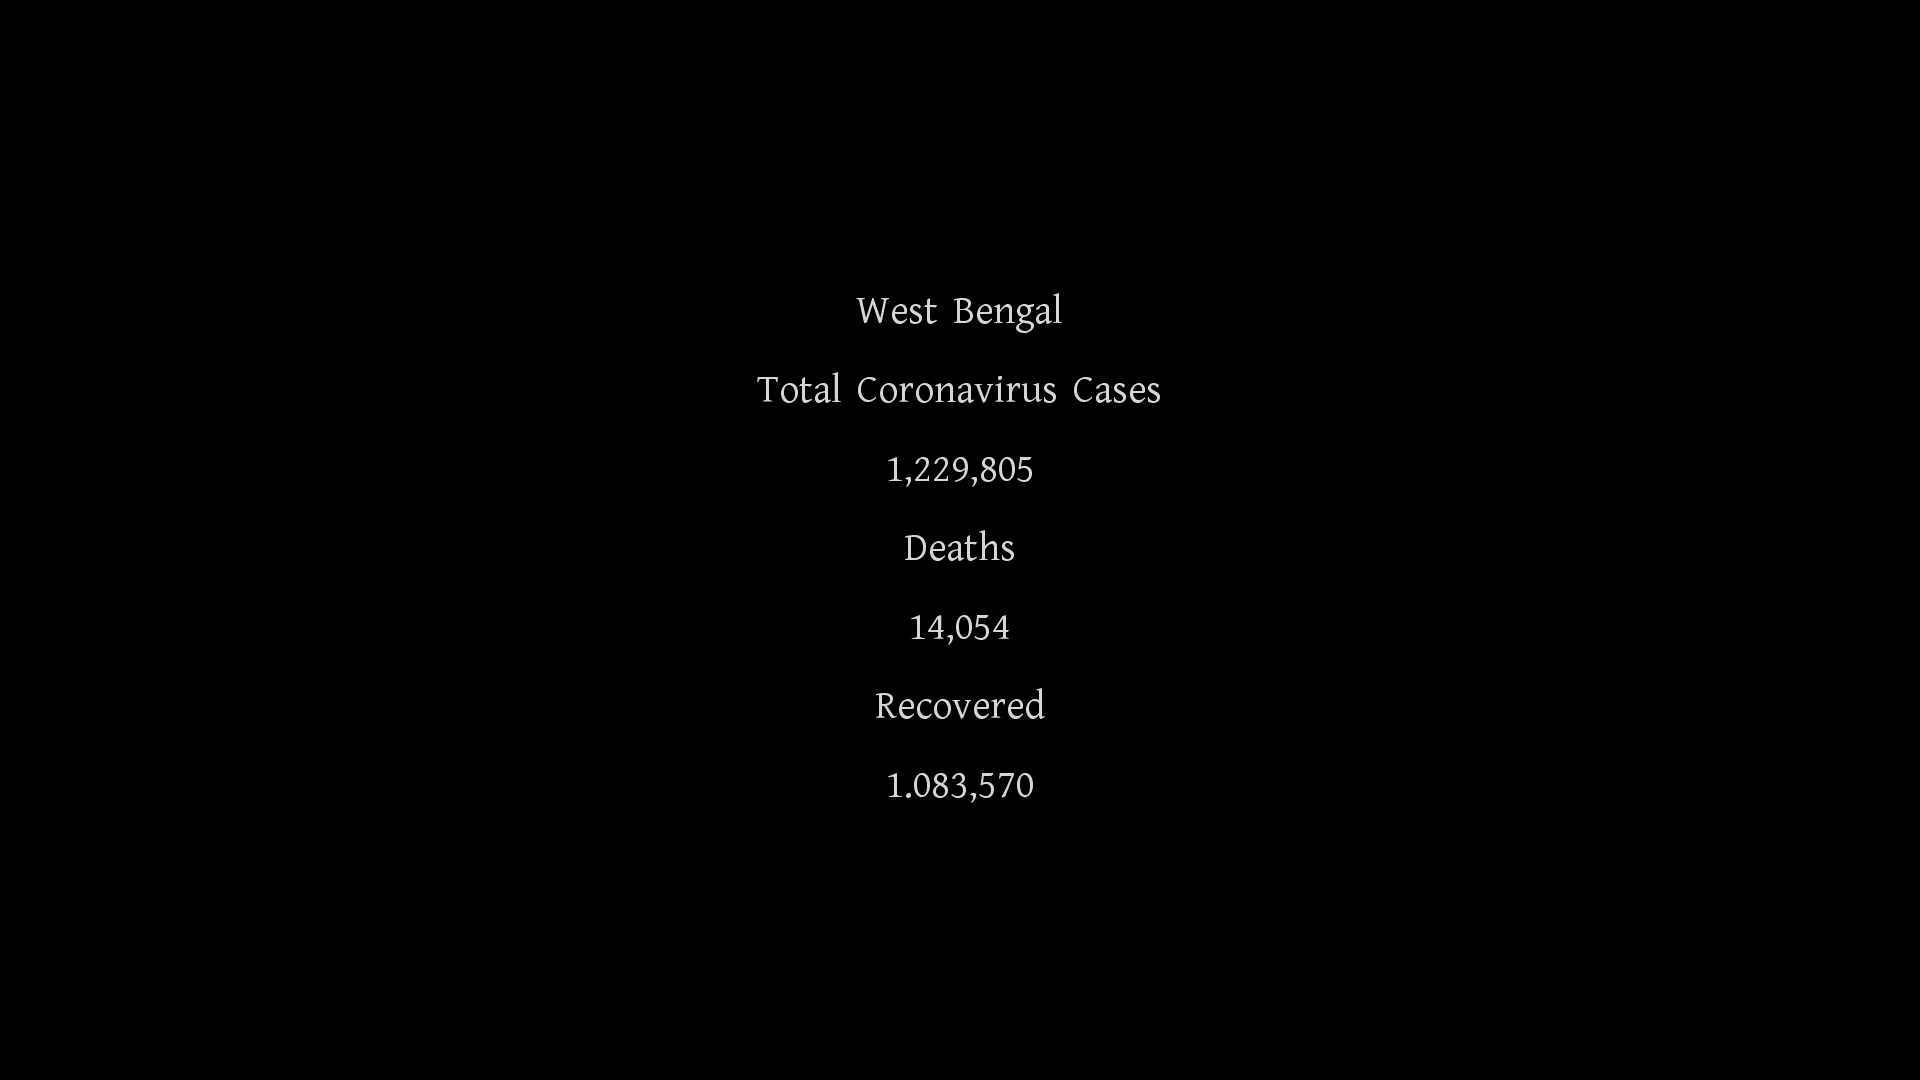 West Bengal
Total Coronavirus Cases
1,229,805
Deaths
14,054
Recovered
1.083,570